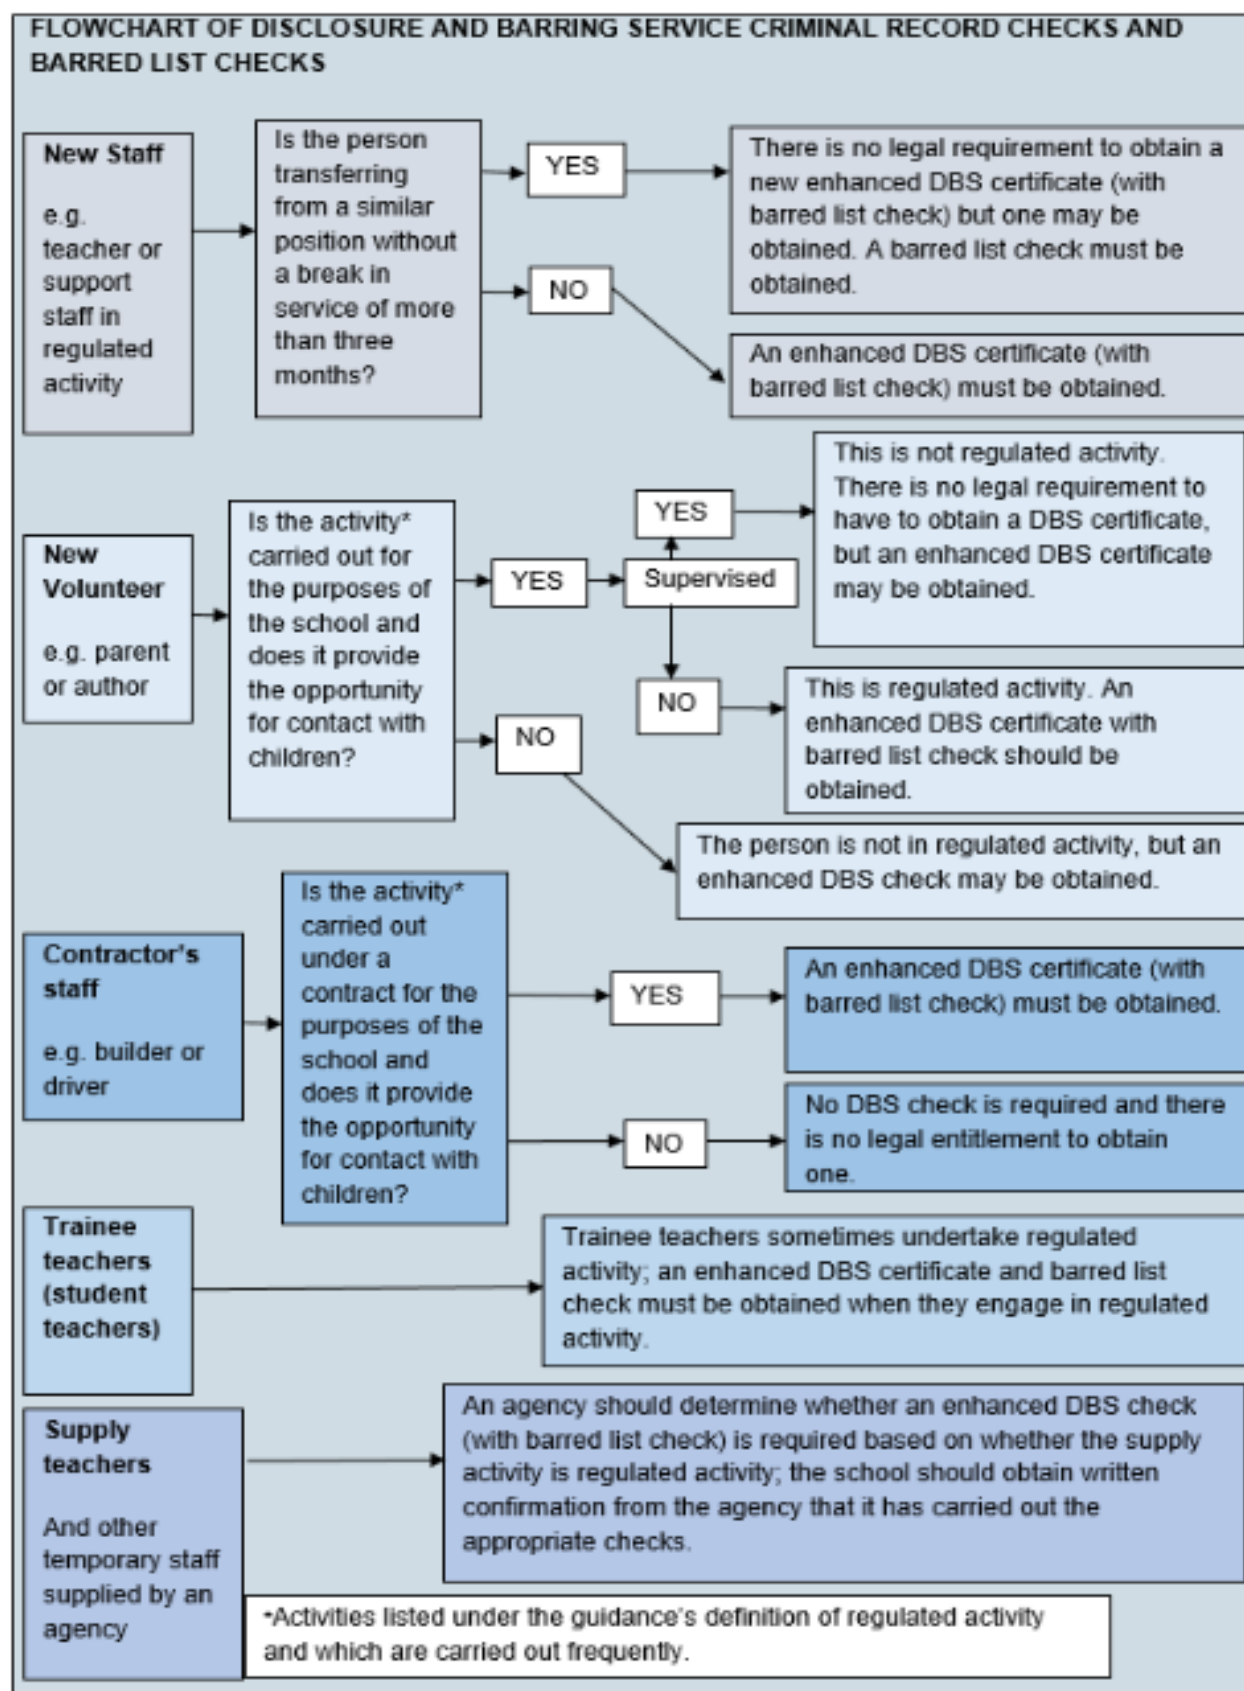 FLOWCHART OF DISCLOSURE AND BARRING SERVICE CRIMINAL RECORD CHECKS AND
BARRED LIST CHECKS
New Staff
e.g.
teacher or
support
staff in
regulated
activity
Is the person
transferring
from a similar
position without
a break in
service of more
than three
months?
YES
There is no legal requirement to obtain a
new enhanced DBS certificate (with
barred list check) but one may be
obtained. A barred list check must be
obtained.
NO
An enhanced DBS certificate (with
barred list check) must be obtained.
New
Volunteer
e.g. parent
or author
Is the activity*
carried out for
the purposes of
the school and
does it provide
the opportunity
for contact with
children?
YES
Supervised
YES
This is not regulated activity.
There is no legal requirement to
have to obtain a DBS certificate,
but an enhanced DBS certificate
may be obtained.
NO
This is regulated activity. An
enhanced DBS certificate with
barred list check should be
obtained.
NO
The person is not in regulated activity, but an
enhanced DBS check may be obtained.
Contractor's
staff
e.g. builder or
driver
Is the activity*
carried out
under a
contract for the
purposes of the
school and
does it provide
the opportunity
for contact with
children?
YES
An enhanced DBS certificate (with
barred list check) must be obtained.
NO
No DBS check is required and there
is no legal entitlement to obtain
one.
Trainee
teachers
(student
teachers)
Trainee teachers sometimes undertake regulated
activity; an enhanced DBS certificate and barred list
check must be obtained when they engage in regulated
activity.
Supply
teachers
And other
temporary staff
supplied by an
agency
An agency should determine whether an enhanced DBS check
(with barred list check) is required based on whether the supply
activity is regulated activity; the school should obtain written
confirmation from the agency that it has carried out the
appropriate checks.
*Activities listed under the guidance's definition of regulated activity
and which are carried out frequently.